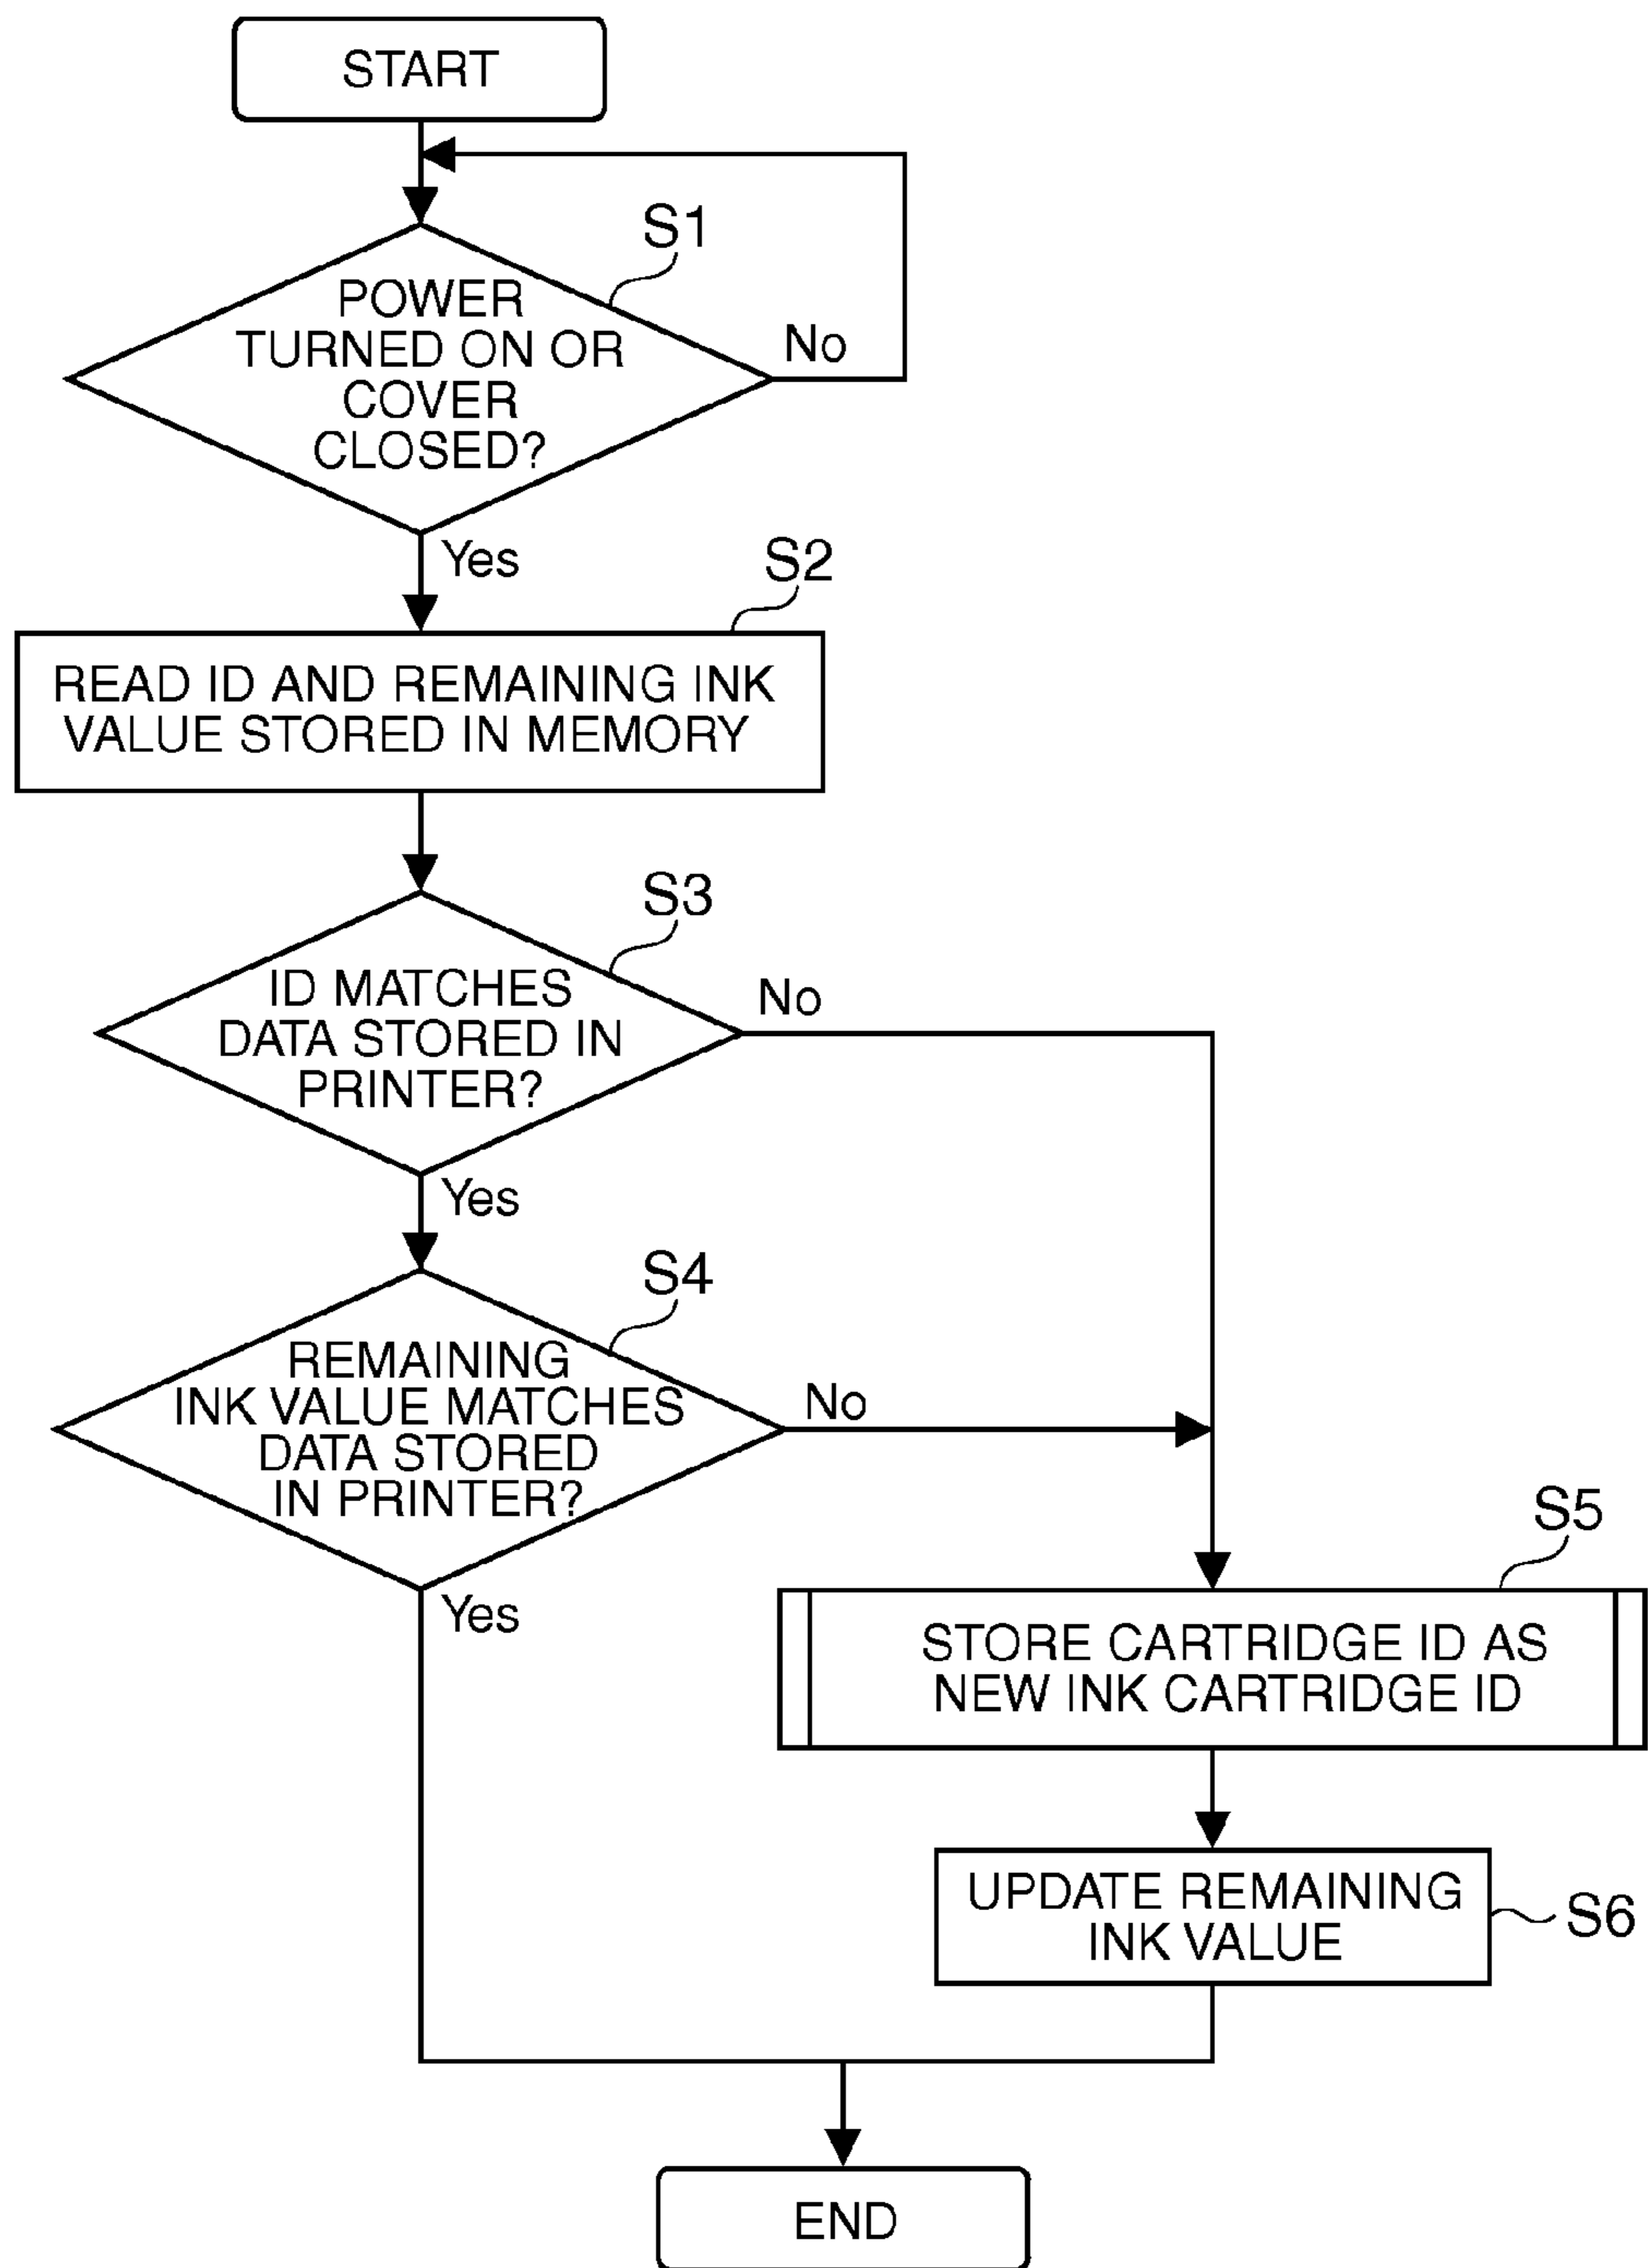 START
S1
POWER
TURNED ON OR
COVER
CLOSED?
No
Yes
S2
READ ID AND REMAINING INK
VALUE STORED IN MEMORY
S3
ID MATCHES
DATA STORED IN
PRINTER?
No
Yes
S4
REMAINING
INK VALUE MATCHES
DATA STORED
IN PRINTER?
No
Yes
S5
STORE CARTRIDGE ID AS
NEW INK CARTRIDGE ID
UPDATE REMAINING
INK VALUE
S6
END